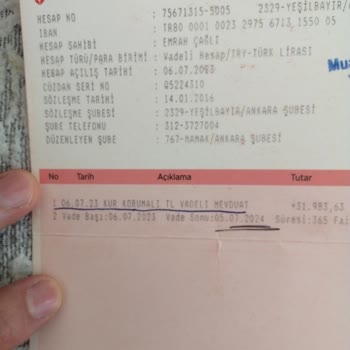 HESAP NO : 75671315-5005 2329-YEŞİLBAYIR/A
IBAN : TR80 0001 0023 2975 6713 1550 05
HESAP SAHİBİ : EMRAH ÇAĞLI
HESAP TÜRÜ/PARA BİRİMİ : Vadeli Hesap/TRY-TÜRK LİRASI
HESAP AÇILIŞ TARİHİ : 06.07.2023
CÜZDAN SERİ NO : Q5224310
SÖZLEŞME TARİHİ : 14.01.2016
SÖZLEŞME ŞUBESİ : 2329-YEŞİLBAYIR/ANKARA ŞUBESİ
ŞUBE TELEFONU : 312-3727004
DÜZENLEYEN ŞUBE : 767-MAMAK/ANKARA ŞUBESİ
No Tarih Açıklama Tutar
1 06.07.23 KUR KORUMALI TL VADELİ MEVDUAT *31.983,63
2 Vade Başı:06.07.2023 Vade Sonu:05.07.2024 Süresi:365